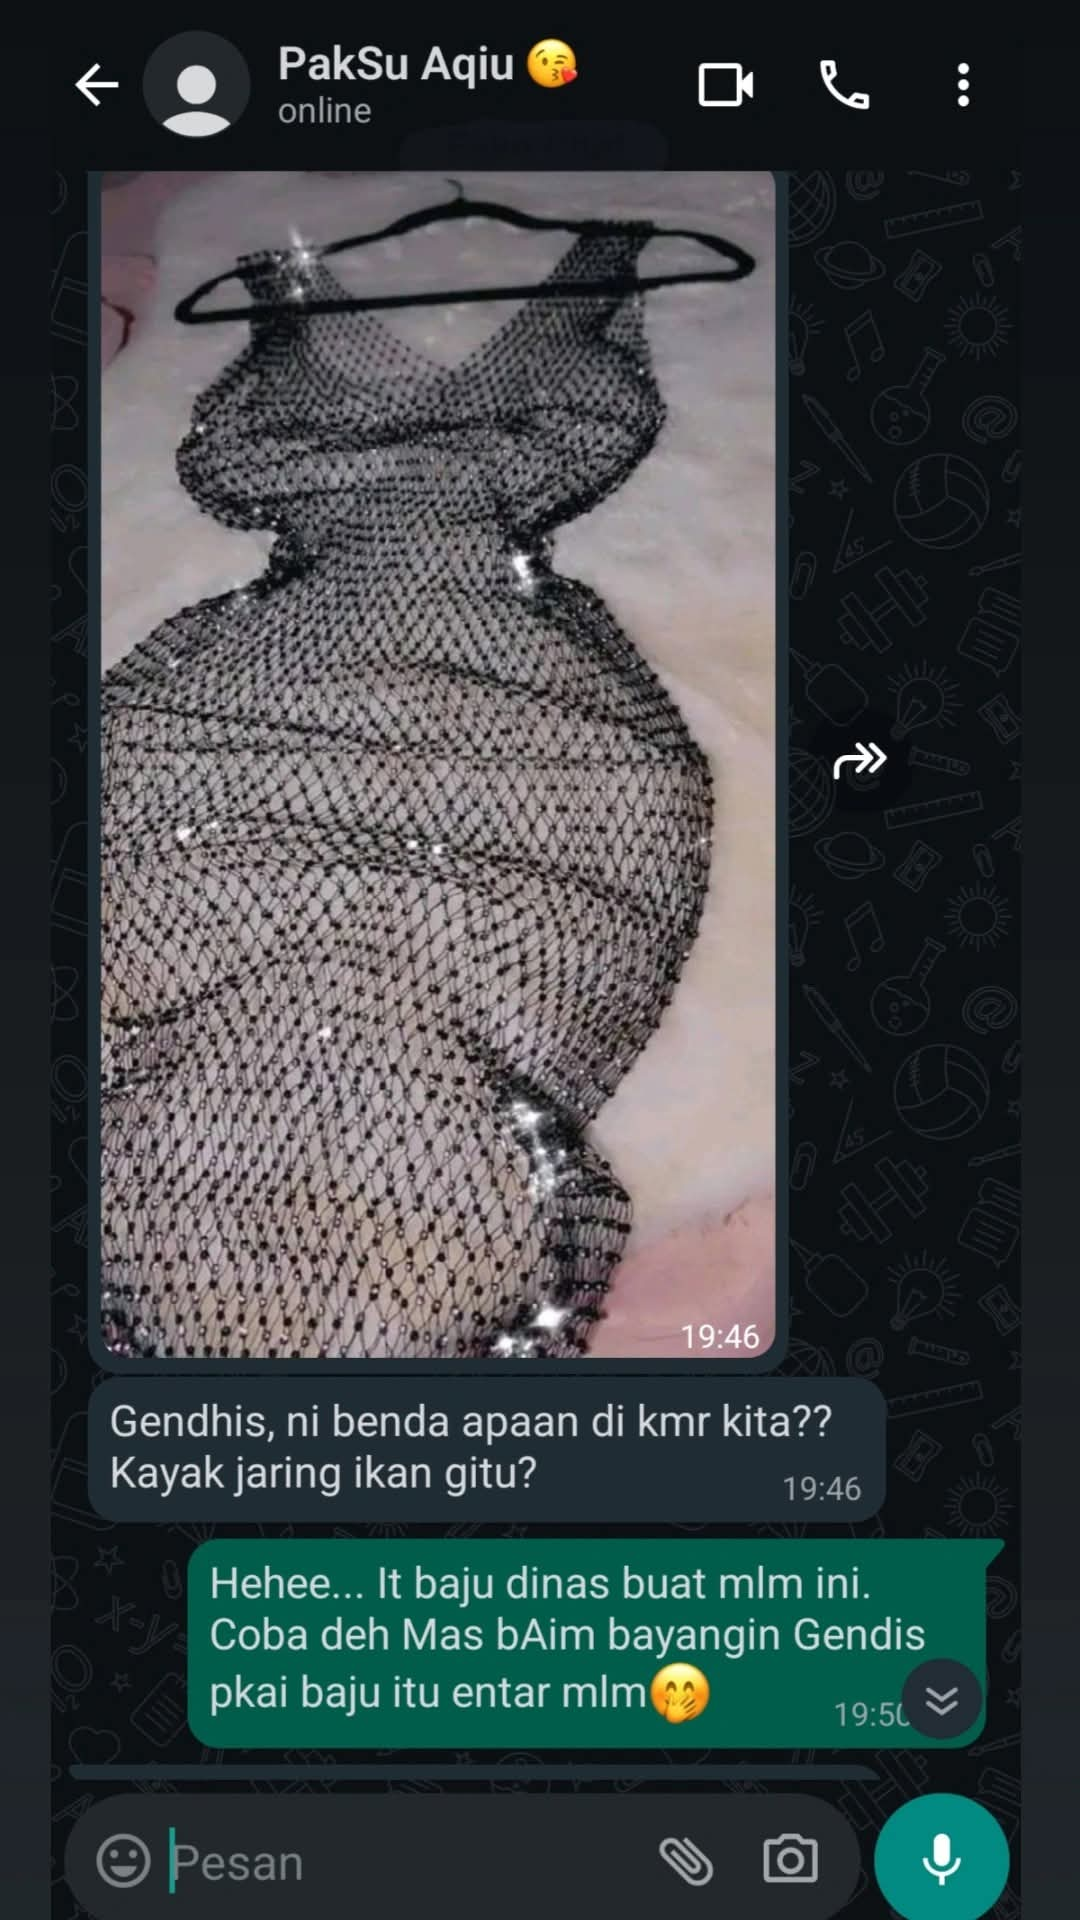 PakSu Aqiu 😘
online
19:46
Gendhis, ni benda apaan di kmr kita??
Kayak jaring ikan gitu?
19:46
Hehee... It baju dinas buat mlm ini.
Coba deh Mas bAim bayangin Gendis
pkai baju itu entar mlm🤭
19:50
Pesan